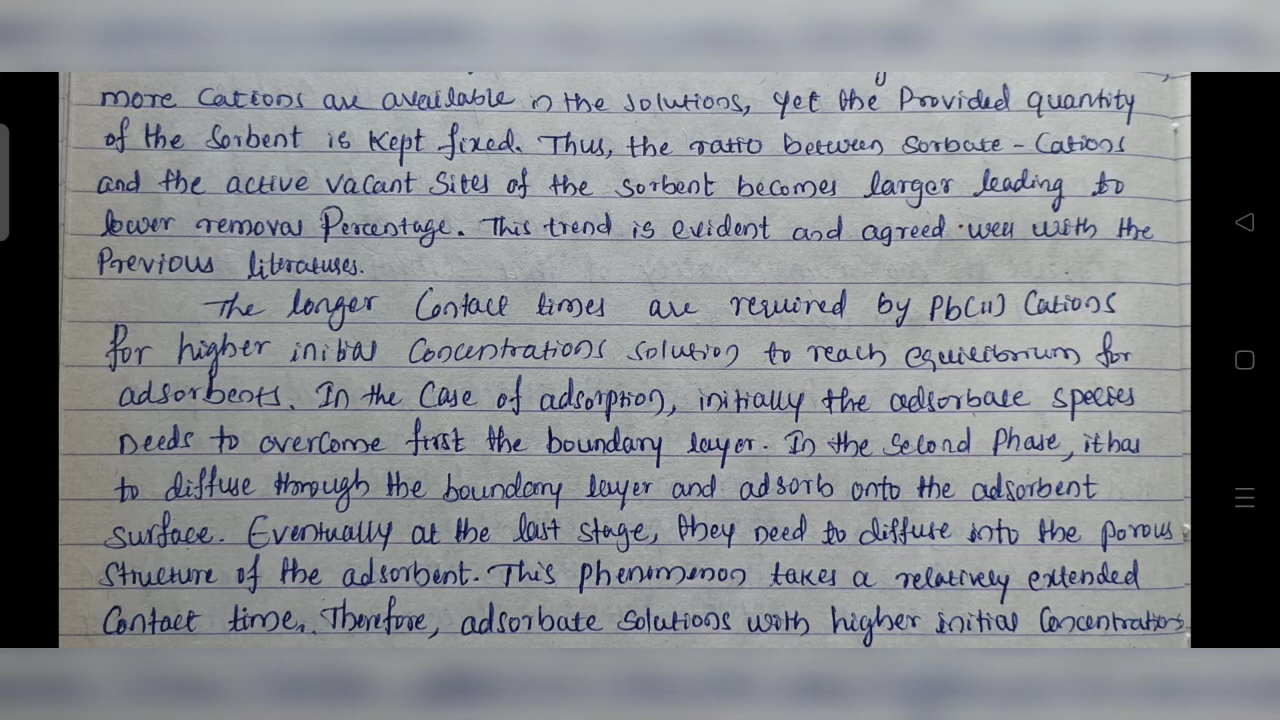 more Cations are available in the solutions, yet the Provided quantity
of the Sorbent is Kept fixed. Thus, the ratio between Sorbate - Cations
and the active vacant Sites of the sorbent becomes larger leading to
lower removal Percentage. This trend is evident and agreed well with the
Previous literatuses.
The longer Contact times are required by Pb(II) Cations
for higher initial Concentrations solution to reach equilibrium for
adsorbents. In the Case of adsorption, initially the adsorbate species
needs to overcome first the boundary layer. In the Second Phase, it has
to diffuse through the boundary layer and adsorb onto the adsorbent
surface. Eventually at the last stage, they need to diffuse into the porous
structure of the adsorbent. This phenomenon takes a relatively extended
Contact time. Therefore, adsorbate solutions with higher initial Concentrations